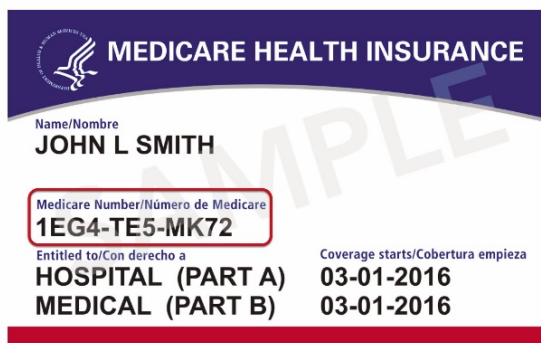 MEDICARE HEALTH INSURANCE
Name/Nombre
JOHN L SMITH
Medicare Number/Número de Medicare
1EG4-TE5-MK72
Entitled to/Con derecho a Coverage starts/Cobertura empieza
HOSPITAL (PART A) 03-01-2016
MEDICAL (PART B) 03-01-2016
SAMPLE